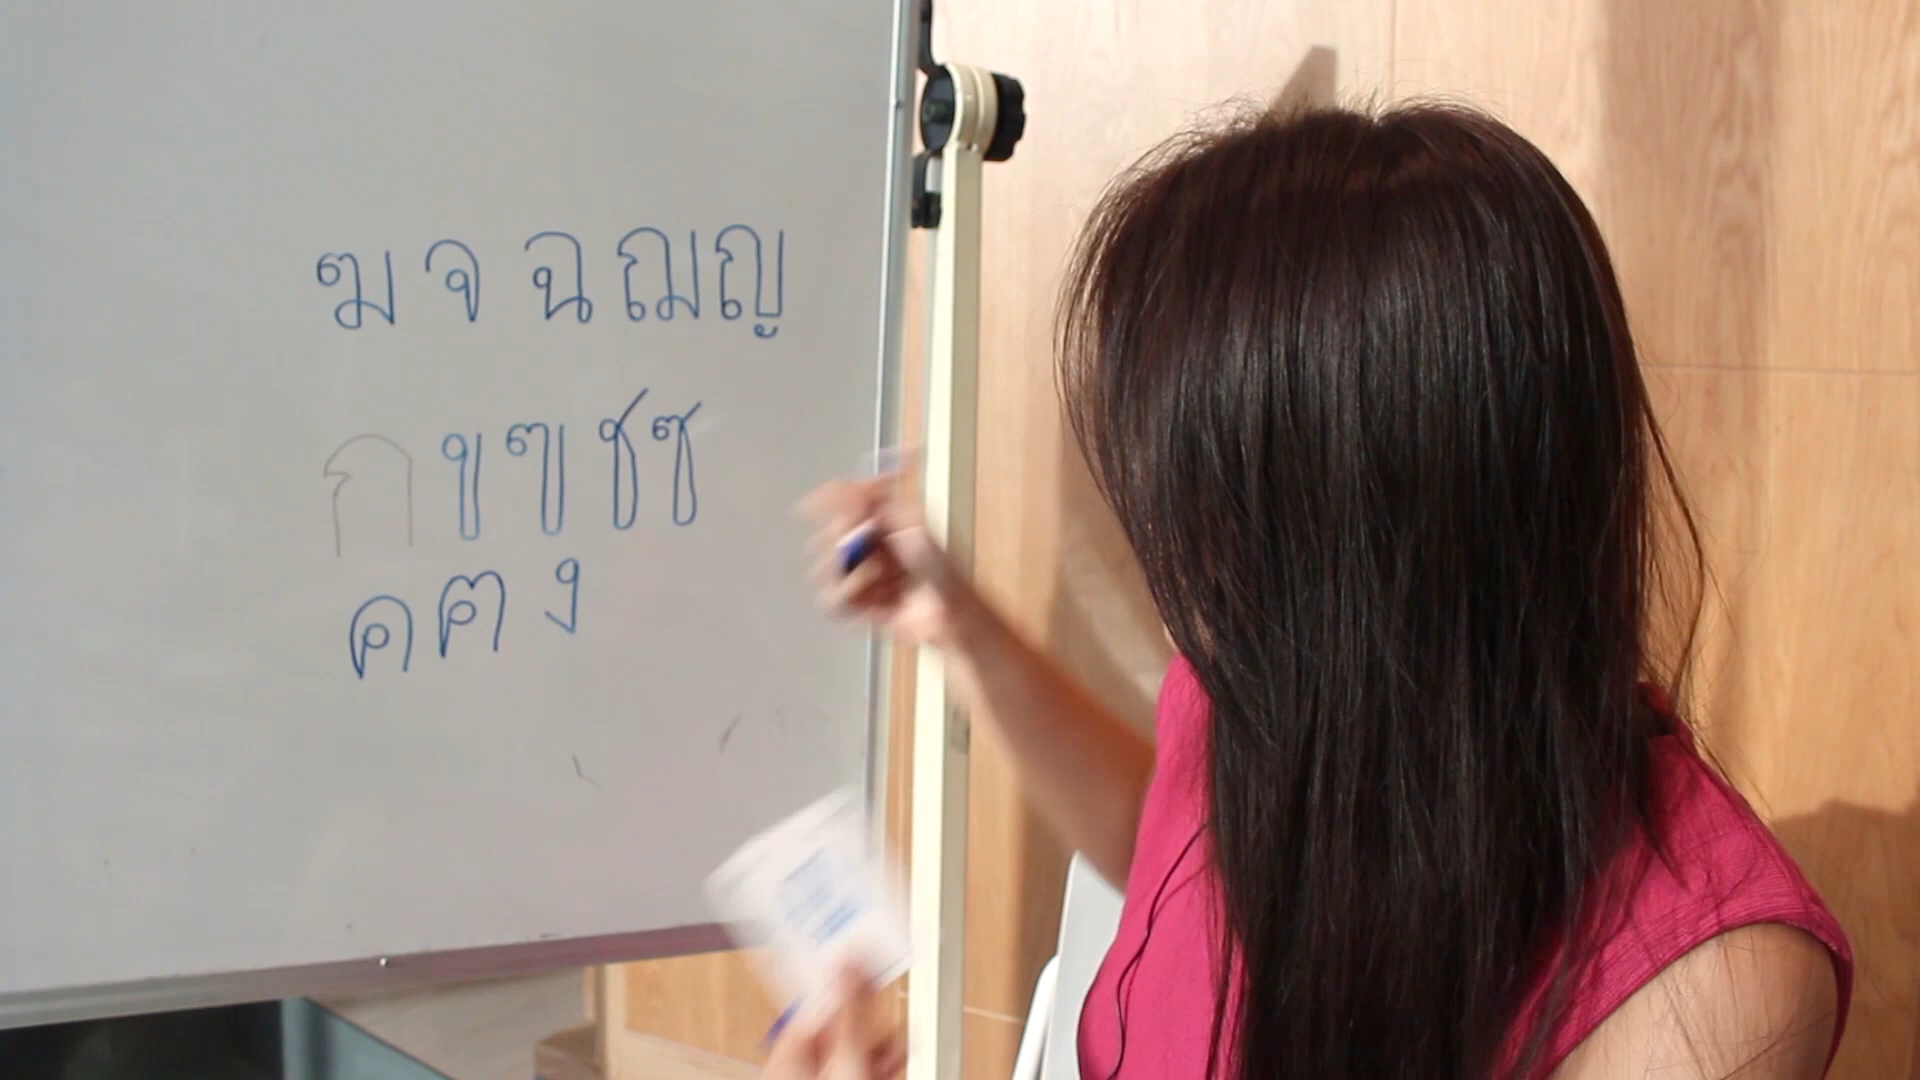 ฆ จ ฉ ฌ ญ
ก ข ฃ ช ซ
ค ฅ ง